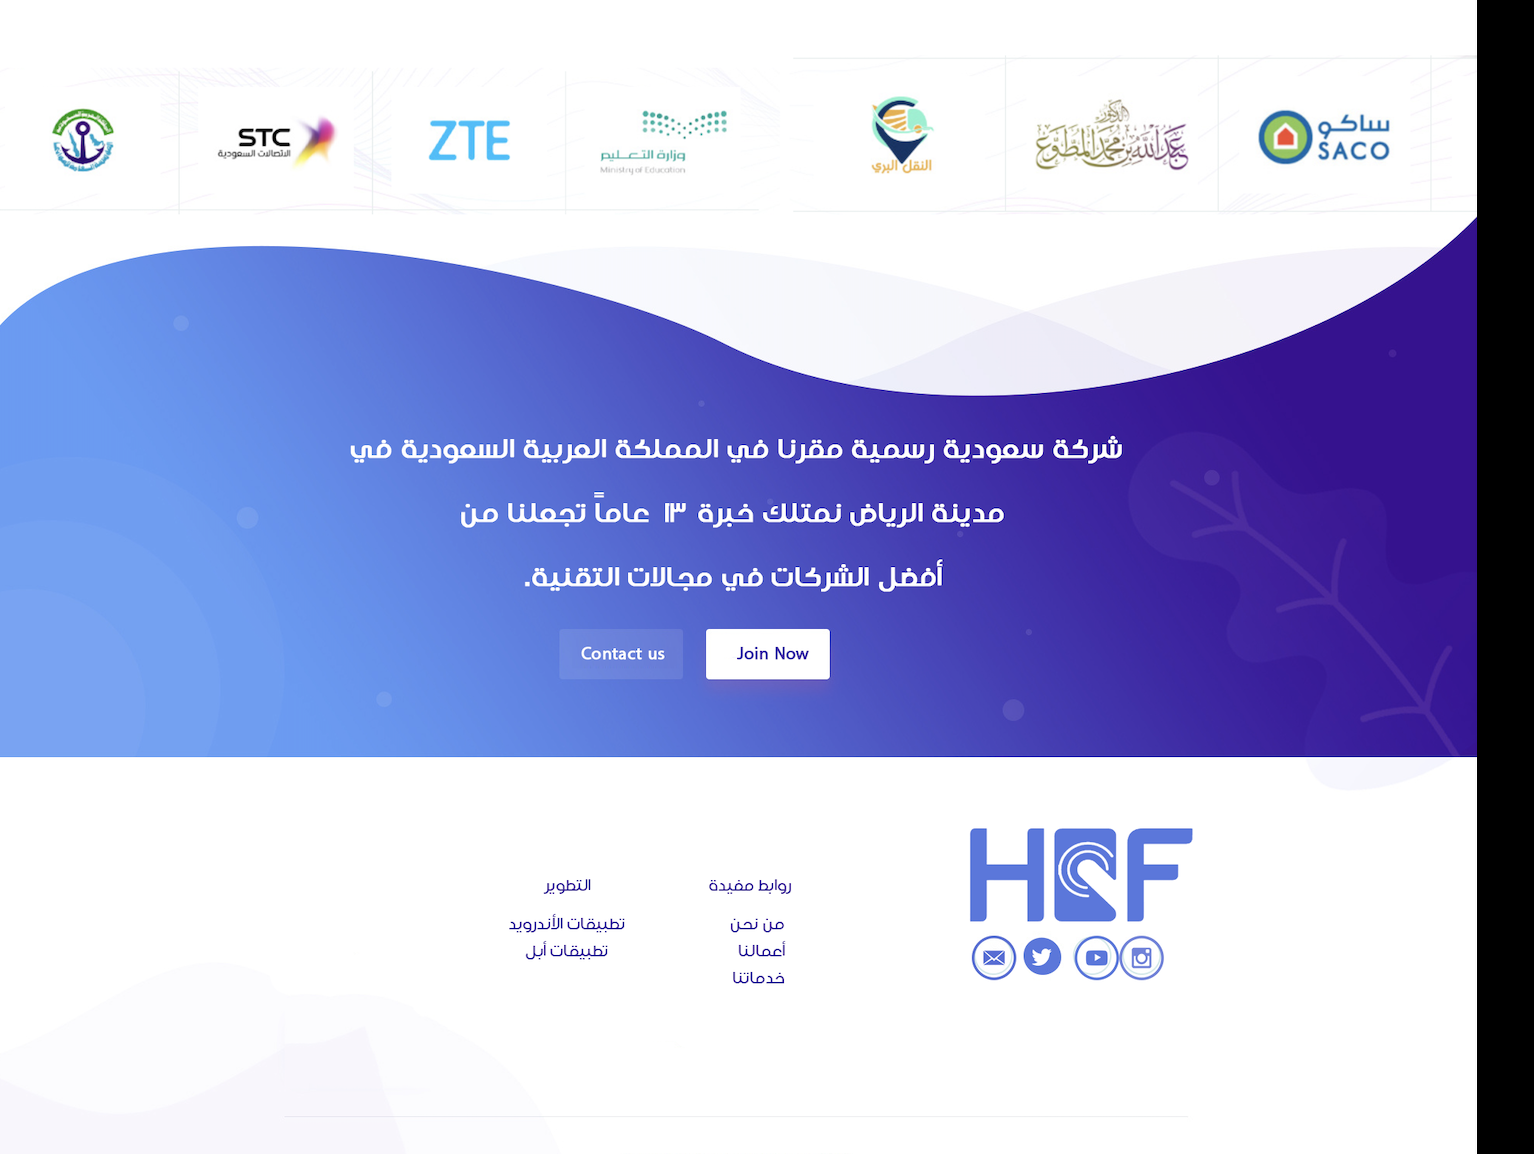 ساكو
SACO
الدكتور
عبدالله بن محمد المطوع
النقل البري
وزارة التعليم
Ministry of Education
ZTE
STC
الاتصالات السعودية
شركة سعودية رسمية مقرنا في المملكة العربية السعودية في
مدينة الرياض نمتلك خبرة ١٣ عاماً تجعلنا من
أفضل الشركات في مجالات التقنية.
Contact us
Join Now
HQF
روابط مفيدة
من نحن
أعمالنا
خدماتنا
التطوير
تطبيقات الأندرويد
تطبيقات أبل